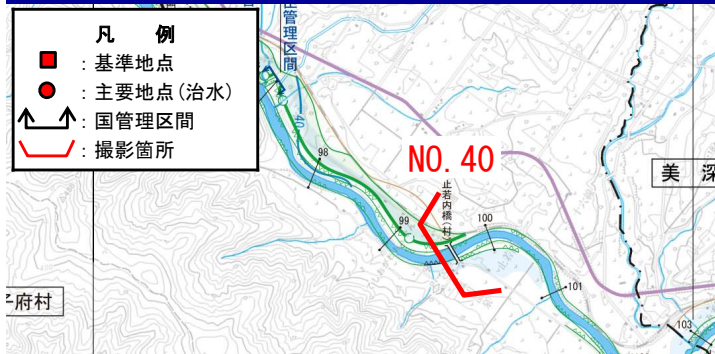 凡 例
: 基準地点
: 主要地点(治水)
: 国管理区間
: 撮影箇所
管理区間
40
98
NO. 40
止若内橋(村)
99
100
101
103
美 深
府村